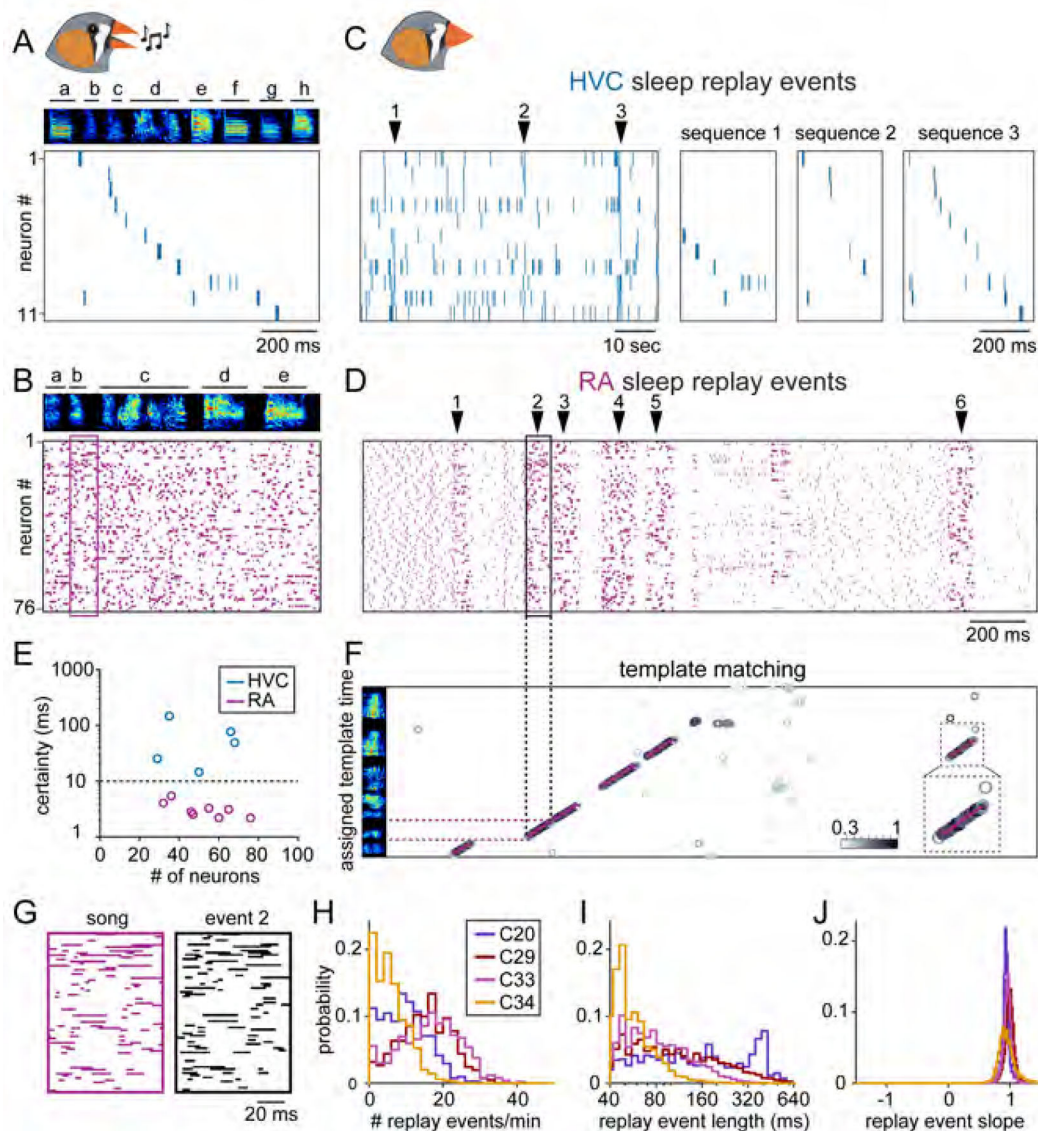 A
a b c d e f g h
1
neuron #
11
200 ms
B
a b c d e
1
neuron #
76
C
HVC sleep replay events
1 2 3
sequence 1 sequence 2 sequence 3
10 sec
200 ms
D
RA sleep replay events
1 2 3 4 5 6
200 ms
E
1000
100
10
1
certainty (ms)
HVC
RA
0 20 40 60 80 100
# of neurons
F
template matching
assigned template time
0.3 1
G
song event 2
20 ms
H
0.2
0.1
0
probability
C20
C29
C33
C34
0 20 40
# replay events/min
I
0.2
0.1
0
40 80 160 320 640
replay event length (ms)
J
0.2
0.1
0
-1 0 1
replay event slope